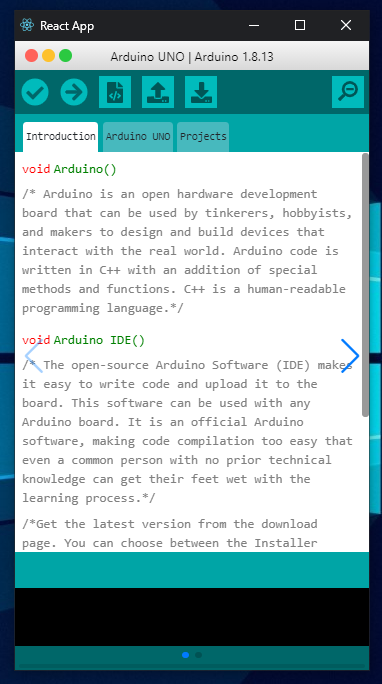 React App
Arduino UNO | Arduino 1.8.13
Introduction Arduino UNO Projects
void Arduino()
/* Arduino is an open hardware development
board that can be used by tinkerers, hobbyists,
and makers to design and build devices that
interact with the real world. Arduino code is
written in C++ with an addition of special
methods and functions. C++ is a human-readable
programming language.*/
void Arduino IDE()
/* The open-source Arduino Software (IDE) makes
it easy to write code and upload it to the
board. This software can be used with any
Arduino board. It is an official Arduino
software, making code compilation too easy that
even a common person with no prior technical
knowledge can get their feet wet with the
learning process.*/
/*Get the latest version from the download
page. You can choose between the Installer